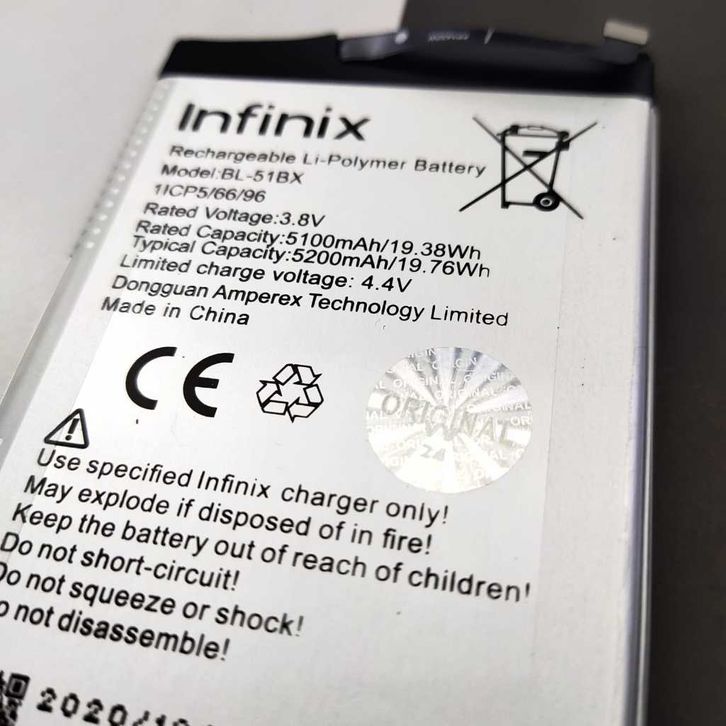 Infinix
Rechargeable Li-Polymer Battery
Model:BL-51BX
1ICP5/66/96
Rated Voltage:3.8V
Rated Capacity:5100mAh/19.38Wh
Typical Capacity:5200mAh/19.76Wh
Limited charge voltage: 4.4V
Dongguan Amperex Technology Limited
Made in China
CE
ORIGINAL
Use specified Infinix charger only!
May explode if disposed of in fire!
Keep the battery out of reach of children!
Do not short-circuit!
Do not squeeze or shock!
not disassemble!